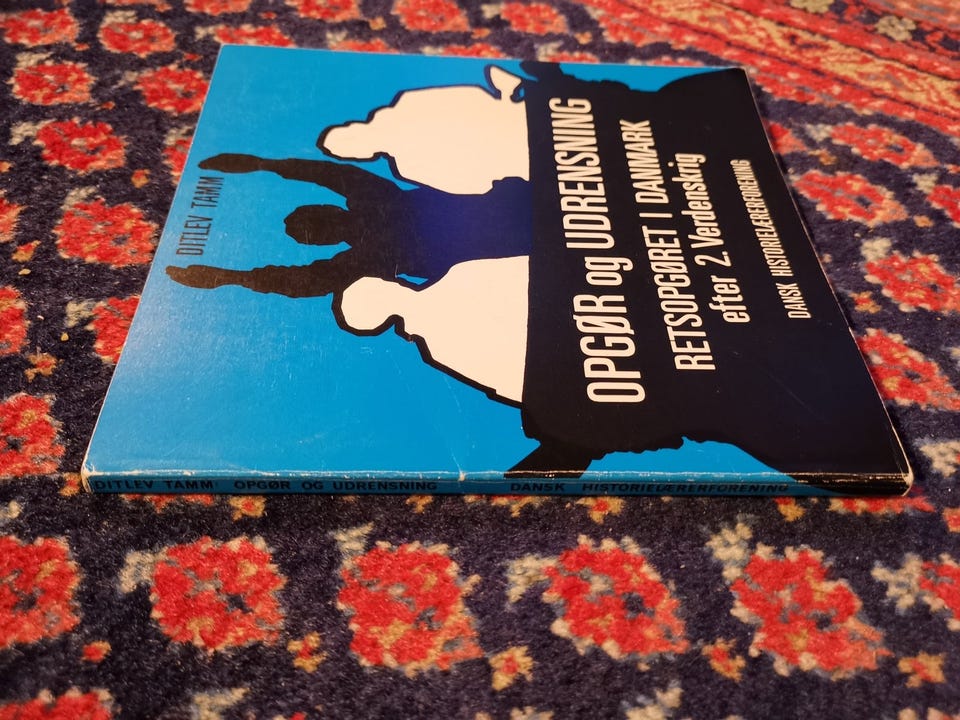 DITLEV TAMM
OPGØR og UDRENSNING
RETSOPGØRET I DANMARK
efter 2. Verdenskrig
DANSK HISTORIELÆRERFORENING
DITLEV TAMM: OPGØR OG UDRENSNING DANSK HISTORIELÆRERFORENING